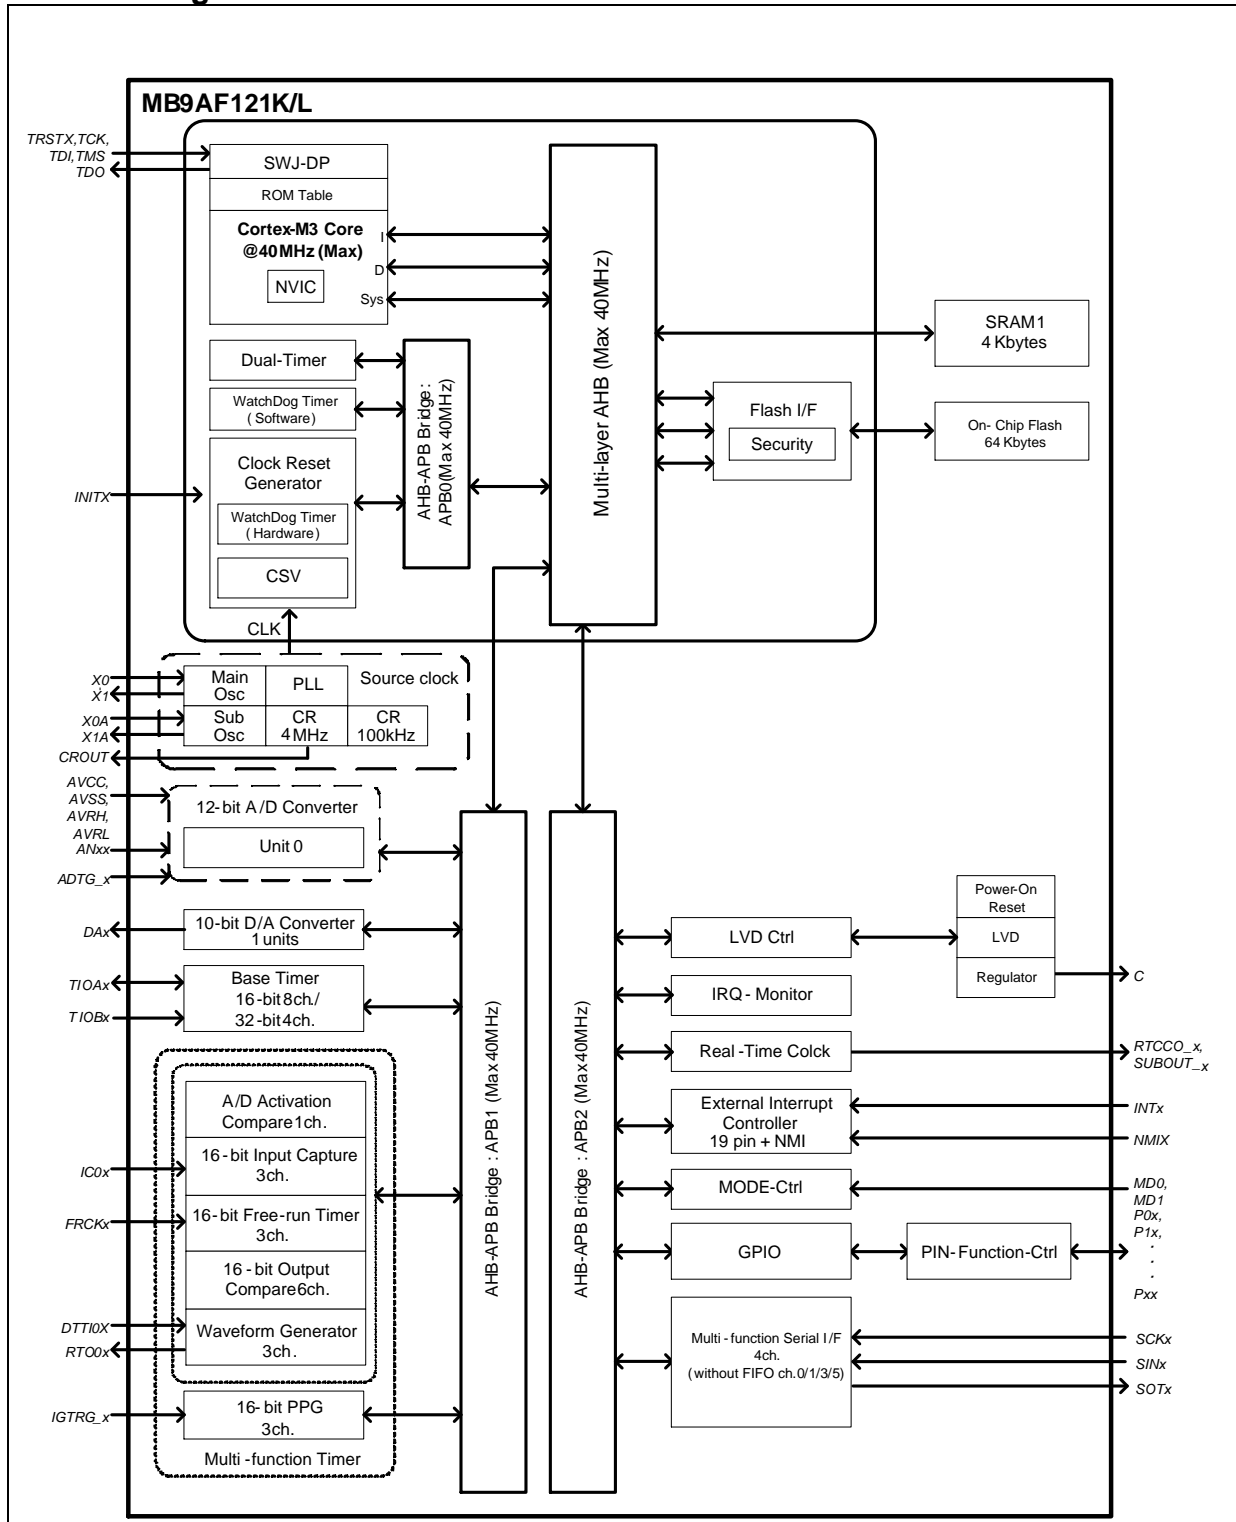 MB9AF121K/L
TRSTX,TCK,
TDI,TMS
TDO
SWJ-DP
ROM Table
Cortex-M3 Core
@40MHz (Max)
I
D
Sys
NVIC
Multi-layer AHB (Max 40MHz)
SRAM1
4 Kbytes
Dual-Timer
WatchDog Timer
(Software)
AHB-APB Bridge:
APB0(Max 40MHz)
Flash I/F
Security
On-Chip Flash
64 Kbytes
INITX
Clock Reset
Generator
WatchDog Timer
(Hardware)
CSV
CLK
X0
X1
X0A
X1A
CROUT
Main
Osc
PLL
Source clock
Sub
Osc
CR
4MHz
CR
100kHz
AVCC,
AVSS,
AVRH,
AVRL
ANxx
ADTG_x
12-bit A/D Converter
Unit 0
DAx
10-bit D/A Converter
1units
TIOAx
TIOBx
Base Timer
16-bit 8ch./
32-bit 4ch.
A/D Activation
Compare1ch.
IC0x
16-bit Input Capture
3ch.
FRCKx
16-bit Free-run Timer
3ch.
16-bit Output
Compare6ch.
DTTI0X
RTO0x
Waveform Generator
3ch.
IGTRG_x
16-bit PPG
3ch.
Multi-function Timer
AHB-APB Bridge : APB1 (Max40MHz)
AHB-APB Bridge : APB2 (Max40MHz)
LVD Ctrl
Power-On
Reset
LVD
Regulator
C
IRQ-Monitor
Real-Time Colck
RTCCO_x,
SUBOUT_x
External Interrupt
Controller
19 pin + NMI
INTx
NMIX
MODE-Ctrl
MD0,
MD1
GPIO
PIN-Function-Ctrl
P0x,
P1x,
.
.
.
Pxx
Multi-function Serial I/F
4ch.
(without FIFO ch.0/1/3/5)
SCKx
SINx
SOTx